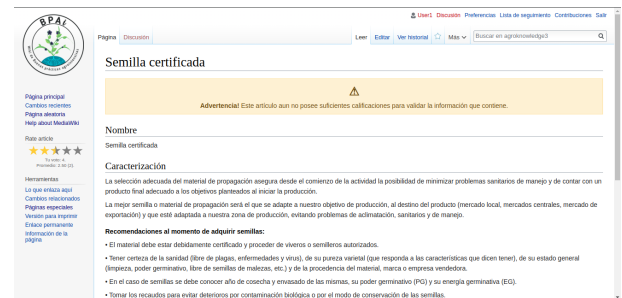 BPAL
User1 Discusión Preferencias Lista de seguimiento Contribuciones Salir
Página Discusión Leer Editar Ver historial Más Buscar en agroknowledge3
Semilla certificada
Advertencia! Este artículo aun no posee suficientes calificaciones para validar la información que contiene.
Página principal
Cambios recientes
Página aleatoria
Help about MediaWiki
Rate article
Tu voto: 4
Herramientas
Lo que enlaza aquí
Cambios relacionados
Páginas especiales
Versión para imprimir
Enlace permanente
Información de la
página
Nombre
Semilla certificada
Caracterización
La selección adecuada del material de propagación asegura desde el comienzo de la actividad la posibilidad de minimizar problemas sanitarios de manejo y de contar con un
producto final adecuado a los objetivos planteados al iniciar la producción.
La mejor semilla o material de propagación será el que se adapte a nuestro objetivo de producción, al destino del producto (mercado local, mercados centrales, mercado de
exportación) y que esté adaptada a nuestra zona de producción, evitando problemas de aclimatación, sanitarios y de manejo.
Recomendaciones al momento de adquirir semillas:
• El material debe estar debidamente certificado y proceder de viveros o semilleros autorizados.
• Tener certeza de la sanidad (libre de plagas, enfermedades y virus), de su pureza varietal (que responda a las características que dicen tener), de su estado general
(limpieza, poder germinativo, libre de semillas de malezas, etc.) y de la procedencia del material, marca o empresa vendedora.
• En el caso de semillas se debe conocer año de cosecha y envasado de las mismas, su poder germinativo (PG) y su energía germinativa (EG).
• Tomar los recaudos para evitar deterioros por contaminación biológica o por el modo de conservación de las semillas.